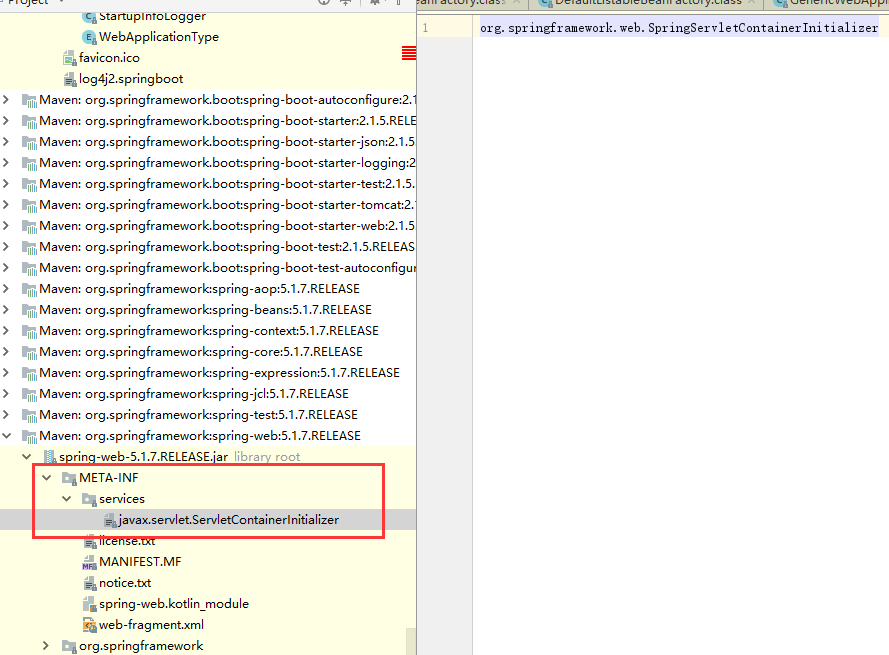 Project
StartupInfoLogger
WebApplicationType
favicon.ico
log4j2.springboot
Maven: org.springframework.boot:spring-boot-autoconfigure:2.1
Maven: org.springframework.boot:spring-boot-starter:2.1.5.RELE
Maven: org.springframework.boot:spring-boot-starter-json:2.1.5
Maven: org.springframework.boot:spring-boot-starter-logging:2
Maven: org.springframework.boot:spring-boot-starter-test:2.1.5.
Maven: org.springframework.boot:spring-boot-starter-tomcat:2.
Maven: org.springframework.boot:spring-boot-starter-web:2.1.5
Maven: org.springframework.boot:spring-boot-test:2.1.5.RELEAS
Maven: org.springframework.boot:spring-boot-test-autoconfigur
Maven: org.springframework:spring-aop:5.1.7.RELEASE
Maven: org.springframework:spring-beans:5.1.7.RELEASE
Maven: org.springframework:spring-context:5.1.7.RELEASE
Maven: org.springframework:spring-core:5.1.7.RELEASE
Maven: org.springframework:spring-expression:5.1.7.RELEASE
Maven: org.springframework:spring-jcl:5.1.7.RELEASE
Maven: org.springframework:spring-test:5.1.7.RELEASE
Maven: org.springframework:spring-web:5.1.7.RELEASE
spring-web-5.1.7.RELEASE.jar library root
META-INF
services
javax.servlet.ServletContainerInitializer
license.txt
MANIFEST.MF
notice.txt
spring-web.kotlin_module
web-fragment.xml
org.springframework
eanFactory.class DefaultListableBeanFactory.class GenericWebAppl
1 org.springframework.web.SpringServletContainerInitializer